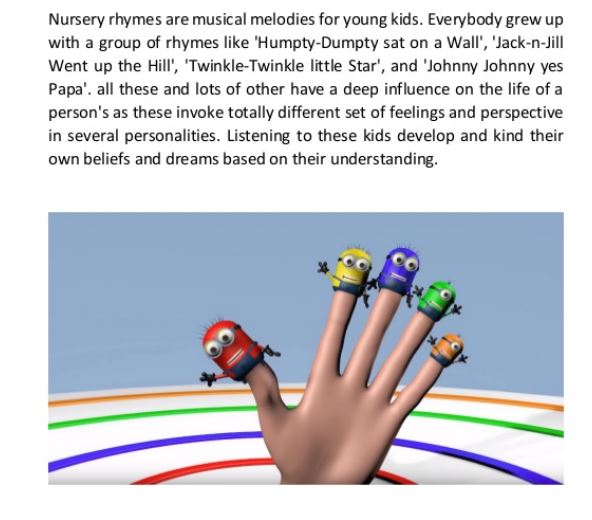 Nursery rhymes are musical melodies for young kids. Everybody grew up
with a group of rhymes like 'Humpty-Dumpty sat on a Wall', 'Jack-n-Jill
Went up the Hill', 'Twinkle-Twinkle little Star', and 'Johnny Johnny yes
Papa'. all these and lots of other have a deep influence on the life of a
person's as these invoke totally different set of feelings and perspective
in several personalities. Listening to these kids develop and kind their
own beliefs and dreams based on their understanding.